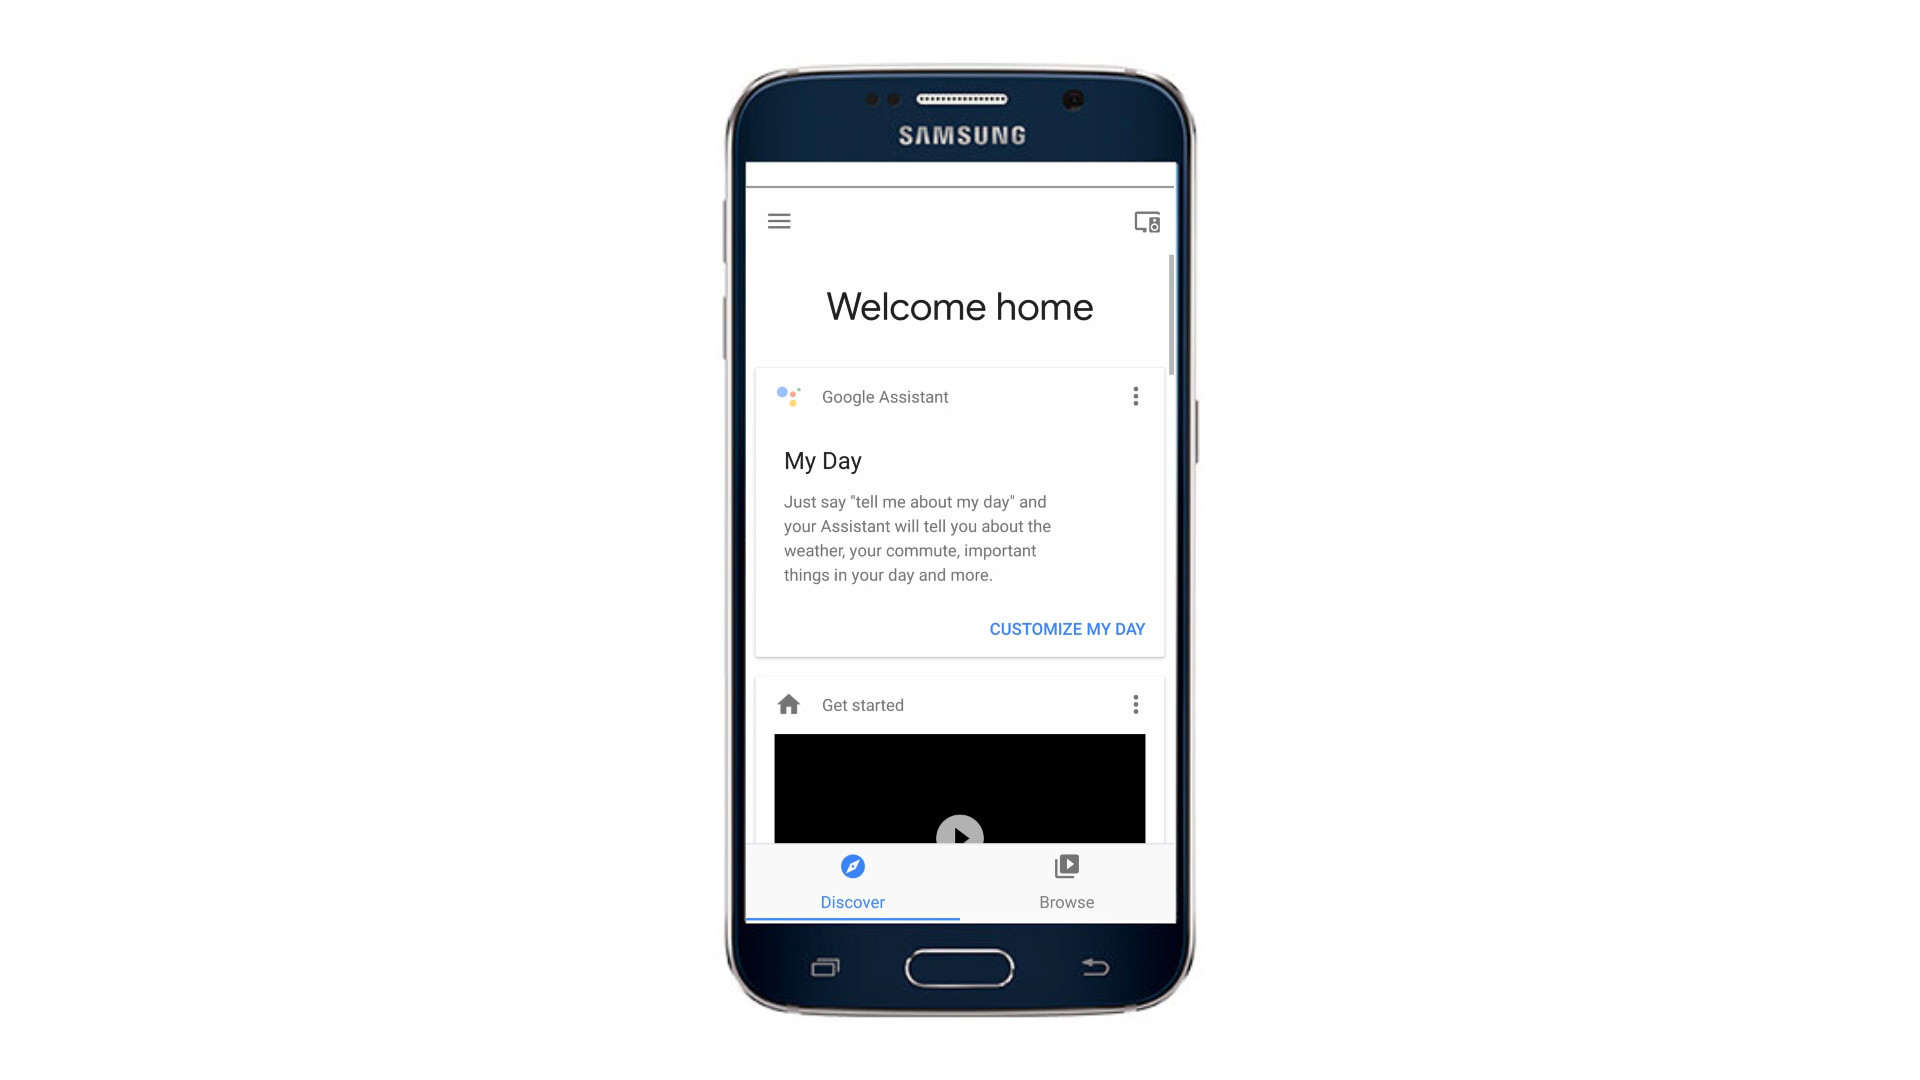 SAMSUNG
Welcome home
Google Assistant
My Day
Just say "tell me about my day" and
your Assistant will tell you about the
weather, your commute, important
things in your day and more.
CUSTOMIZE MY DAY
Get started
Discover
Browse